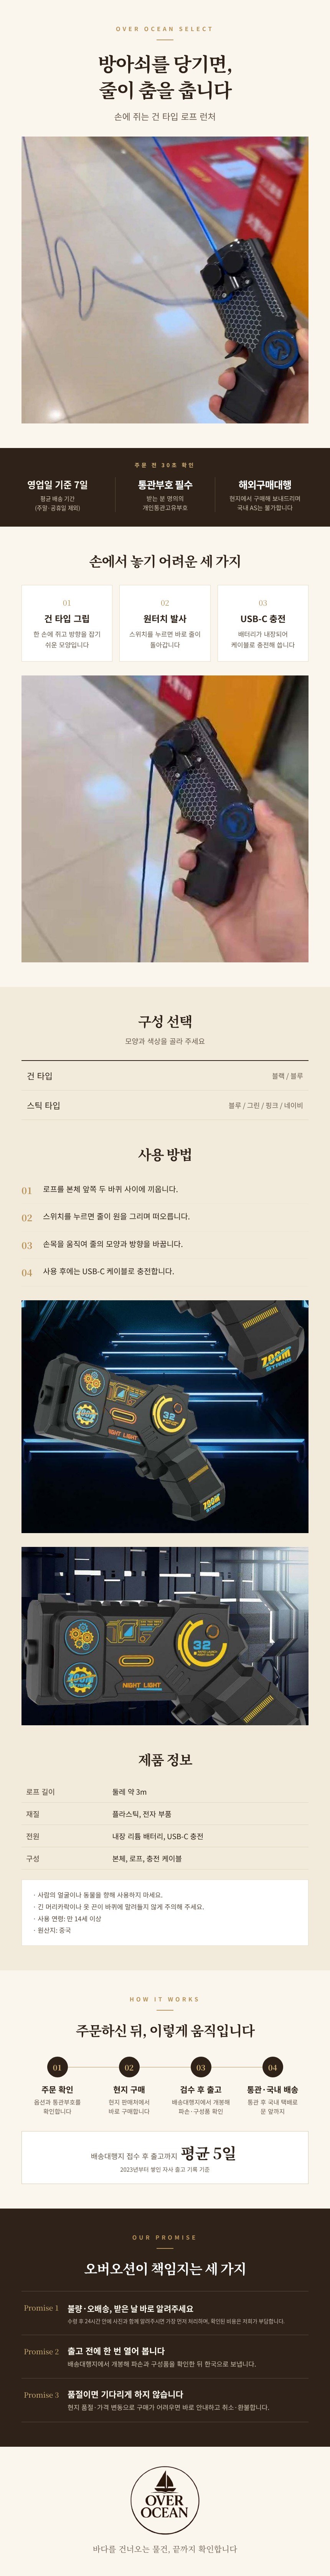 OVER OCEAN SELECT
방아쇠를 당기면,
줄이 춤을 춥니다
손에 쥐는 건 타입 로프 런처
주문 전 30초 확인
영업일 기준 7일
평균 배송 기간
(주말·공휴일 제외)
통관부호 필수
받는 분 명의의
개인통관고유부호
해외구매대행
현지에서 구매해 보내드리며
국내 AS는 불가합니다
손에서 놓기 어려운 세 가지
01
건 타입 그립
한 손에 쥐고 방향을 잡기
쉬운 모양입니다
02
원터치 발사
스위치를 누르면 바로 줄이
돌아갑니다
03
USB-C 충전
배터리가 내장되어
케이블로 충전해 씁니다
구성 선택
모양과 색상을 골라 주세요
건 타입
블랙 / 블루
스틱 타입
블루 / 그린 / 핑크 / 네이비
사용 방법
01 로프를 본체 앞쪽 두 바퀴 사이에 끼웁니다.
02 스위치를 누르면 줄이 원을 그리며 떠오릅니다.
03 손목을 움직여 줄의 모양과 방향을 바꿉니다.
04 사용 후에는 USB-C 케이블로 충전합니다.
ZOOM
STRING
32
NIGHT LIGHT
ZOOM
ZOOM
STRING
32
NIGHT LIGHT
ZOOM
제품 정보
로프 길이 둘레 약 3m
재질 플라스틱, 전자 부품
전원 내장 리튬 배터리, USB-C 충전
구성 본체, 로프, 충전 케이블
· 사람의 얼굴이나 동물을 향해 사용하지 마세요.
· 긴 머리카락이나 옷 끈이 바퀴에 말려들지 않게 주의해 주세요.
· 사용 연령: 만 14세 이상
· 원산지: 중국
HOW IT WORKS
주문하신 뒤, 이렇게 움직입니다
01
주문 확인
옵션과 통관부호를
확인합니다
02
현지 구매
현지 판매처에서
바로 구매합니다
03
검수 후 출고
배송대행지에서 개봉해
파손·구성품 확인
04
통관·국내 배송
통관 후 국내 택배로
문 앞까지
배송대행지 접수 후 출고까지 평균 5일
2023년부터 쌓인 자사 출고 기록 기준
OUR PROMISE
오버오션이 책임지는 세 가지
Promise 1 불량·오배송, 받은 날 바로 알려주세요
수령 후 24시간 안에 사진과 함께 알려주시면 가장 먼저 처리하며, 확인된 비용은 저희가 부담합니다.
Promise 2 출고 전에 한 번 열어 봅니다
배송대행지에서 개봉해 파손과 구성품을 확인한 뒤 한국으로 보냅니다.
Promise 3 품절이면 기다리게 하지 않습니다
현지 품절·가격 변동으로 구매가 어려우면 바로 안내하고 취소·환불합니다.
OVER
OCEAN
바다를 건너오는 물건, 끝까지 확인합니다